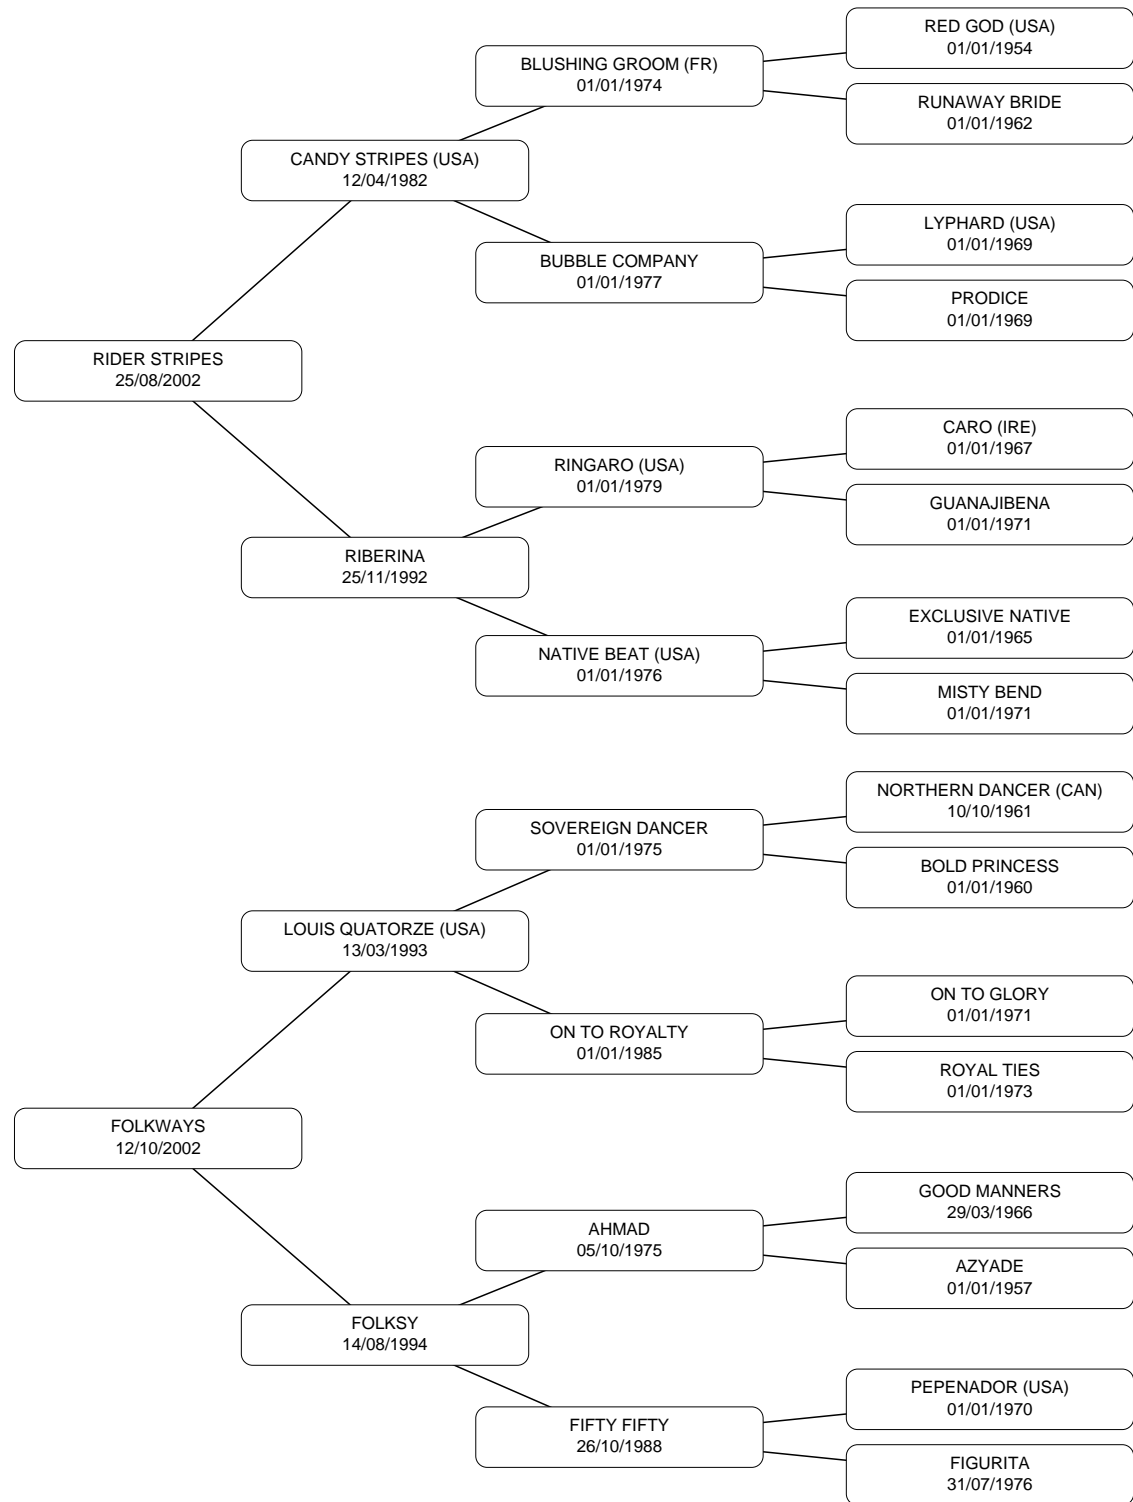 RED GOD (USA)
01/01/1954
BLUSHING GROOM (FR)
01/01/1974
RUNAWAY BRIDE
01/01/1962
CANDY STRIPES (USA)
12/04/1982
LYPHARD (USA)
01/01/1969
BUBBLE COMPANY
01/01/1977
PRODICE
01/01/1969
RIDER STRIPES
25/08/2002
CARO (IRE)
01/01/1967
RINGARO (USA)
01/01/1979
GUANAJIBENA
01/01/1971
RIBERINA
25/11/1992
EXCLUSIVE NATIVE
01/01/1965
NATIVE BEAT (USA)
01/01/1976
MISTY BEND
01/01/1971
NORTHERN DANCER (CAN)
10/10/1961
SOVEREIGN DANCER
01/01/1975
BOLD PRINCESS
01/01/1960
LOUIS QUATORZE (USA)
13/03/1993
ON TO GLORY
01/01/1971
ON TO ROYALTY
01/01/1985
ROYAL TIES
01/01/1973
FOLKWAYS
12/10/2002
GOOD MANNERS
29/03/1966
AHMAD
05/10/1975
AZYADE
01/01/1957
FOLKSY
14/08/1994
PEPENADOR (USA)
01/01/1970
FIFTY FIFTY
26/10/1988
FIGURITA
31/07/1976